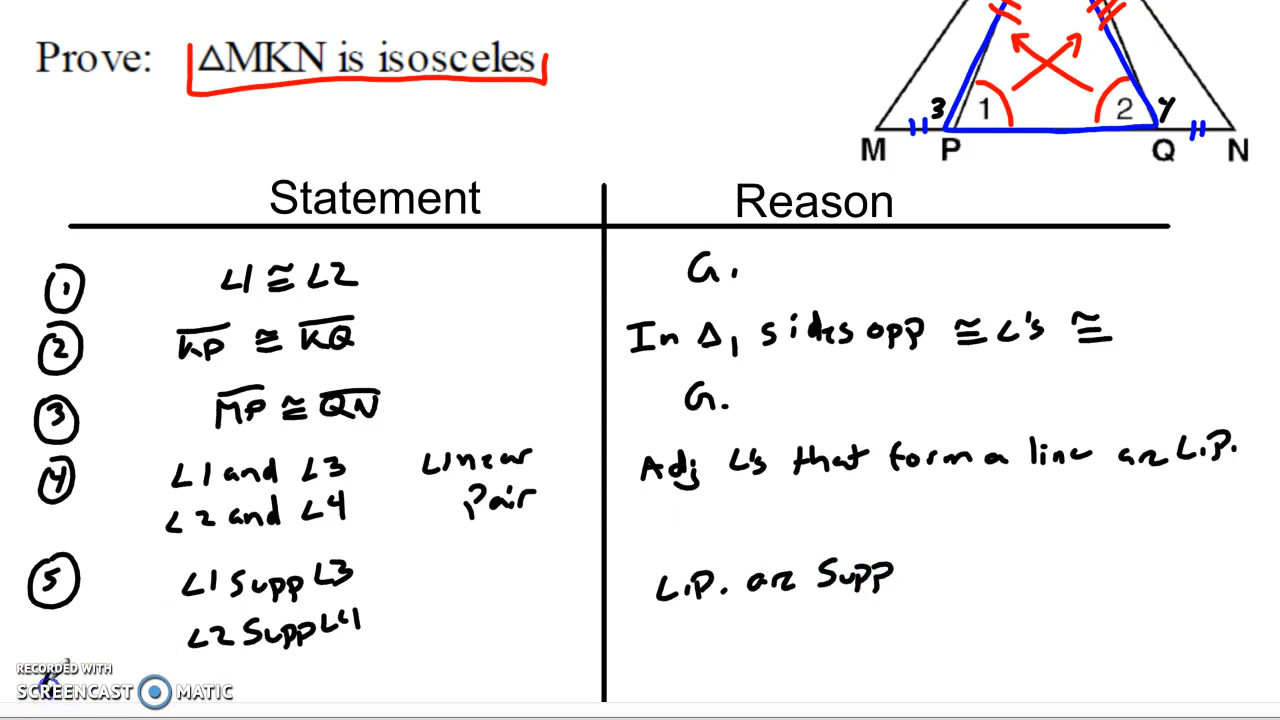 Prove: △MKN is isosceles
3 1 2 4
M P Q N
Statement Reason
1 ∠1 ≅ ∠2 G.
2 KP ≅ KQ In △, sides opp ≅ ∠'s ≅
3 MP ≅ QN G.
4 ∠1 and ∠3 Linear Adj ∠'s that form a line are L.P.
∠2 and ∠4 Pair
5 ∠1 Supp ∠3 L.P. are Supp
∠2 Supp ∠4
RECORDED WITH
SCREENCAST MATIC